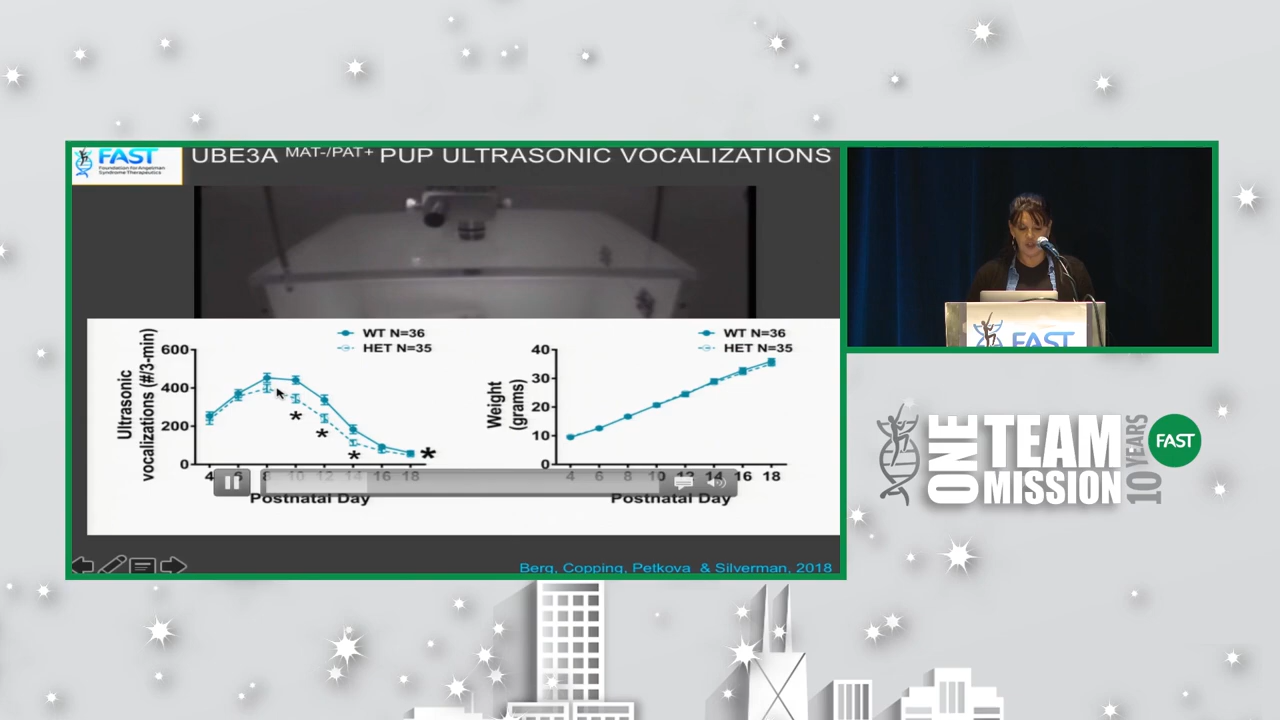 FAST
Foundation for Angelman
Syndrome Therapeutics
UBE3A MAT-/PAT+ PUP ULTRASONIC VOCALIZATIONS
WT N=36
HET N=35
Ultrasonic
vocalizations (#/3-min)
600
400
200
0
4 6 8 10 12 14 16 18
Postnatal Day
* * * *
WT N=36
HET N=35
Weight
(grams)
40
30
20
10
0
4 6 8 10 12 14 16 18
Postnatal Day
Berg, Copping, Petkova & Silverman, 2018
FAST
ONE
TEAM
MISSION
10 YEARS
FAST